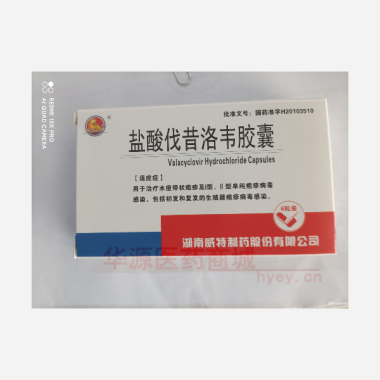 批准文号：国药准字H20103510
盐酸伐昔洛韦胶囊
Valacyclovir Hydrochloride Capsules
【适应症】
用于治疗水痘带状疱疹及I型、II型单纯疱疹病毒
感染，包括初发和复发的生殖器疱疹病毒感染。
6粒装
湖南威特制药股份有限公司
华源医药商城
hyey.cn
REDMI 10X PRO
AI QUAD CAMERA